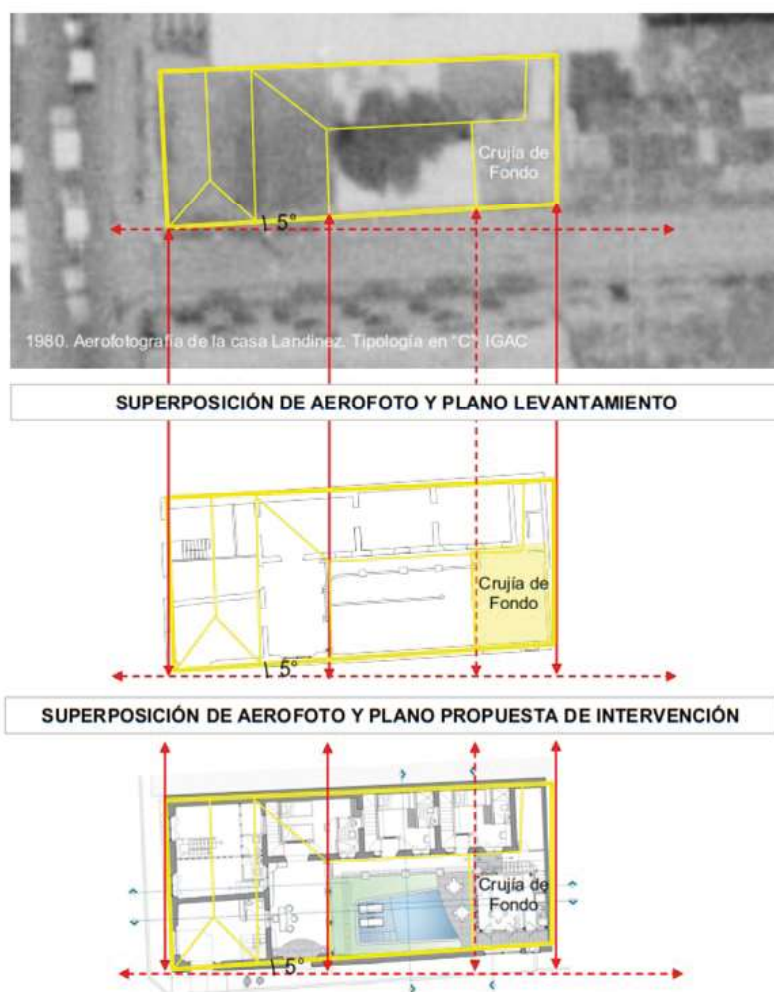 Crujía de
Fondo
5°
1980. Aerofotografía de la casa Landinez. Tipología en "C" IGAC
SUPERPOSICIÓN DE AEROFOTO Y PLANO LEVANTAMIENTO
Crujía de
Fondo
5°
SUPERPOSICIÓN DE AEROFOTO Y PLANO PROPUESTA DE INTERVENCIÓN
Crujía de
Fondo
5°